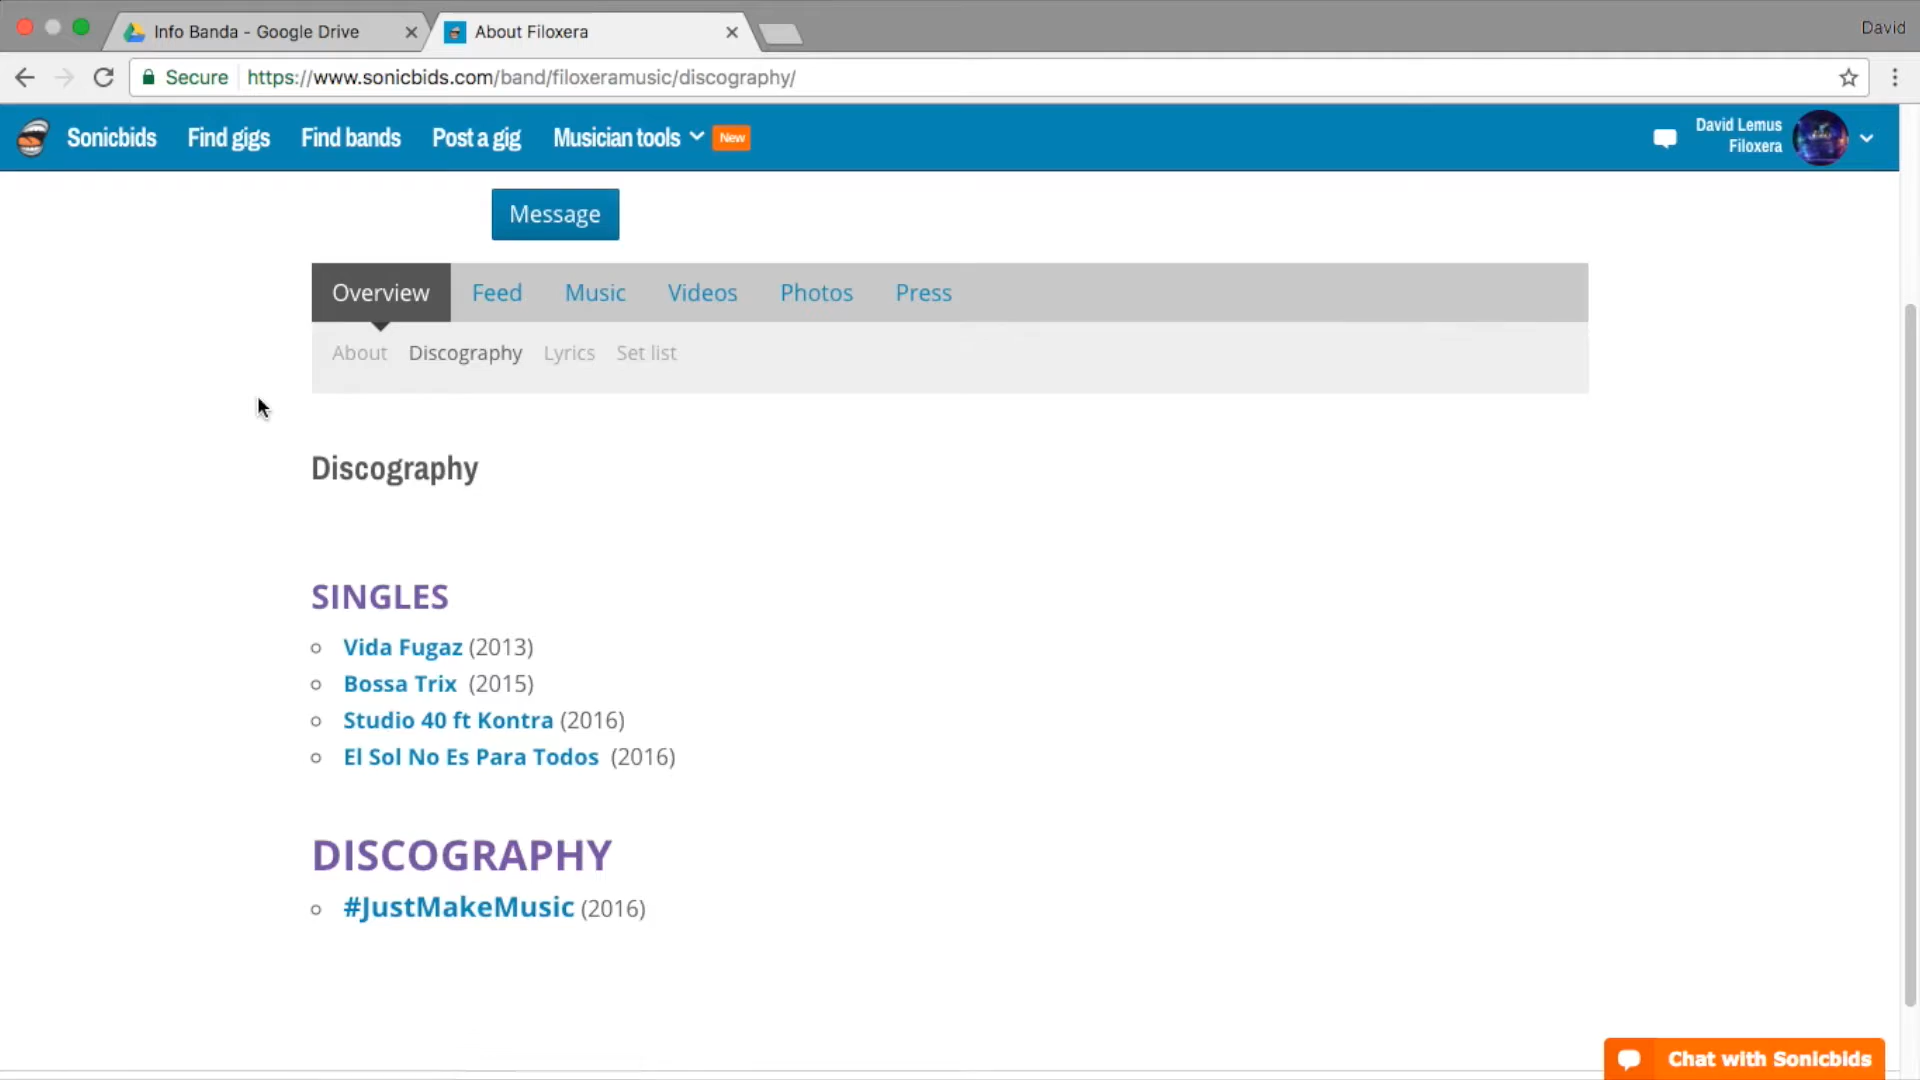 Info Banda - Google Drive
About Filoxera
David
Secure https://www.sonicbids.com/band/filoxeramusic/discography/
Sonicbids Find gigs Find bands Post a gig Musician tools New
David Lemus
Filoxera
Message
Overview Feed Music Videos Photos Press
About Discography Lyrics Set list
Discography
SINGLES
Vida Fugaz (2013)
Bossa Trix (2015)
Studio 40 ft Kontra (2016)
El Sol No Es Para Todos (2016)
DISCOGRAPHY
#JustMakeMusic (2016)
Chat with Sonicbids